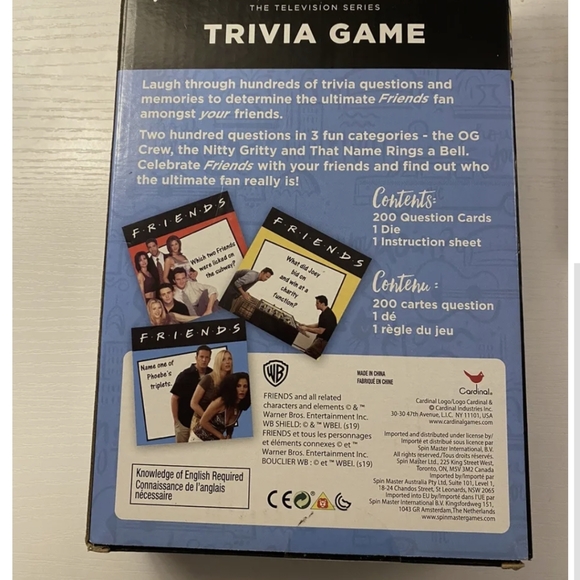 THE TELEVISION SERIES
TRIVIA GAME
Laugh through hundreds of trivia questions and
memories to determine the ultimate Friends fan
amongst your friends.
Two hundred questions in 3 fun categories - the OG
Crew, the Nitty Gritty and That Name Rings a Bell.
Celebrate Friends with your friends and find out who
the ultimate fan really is!
Contents:
200 Question Cards
1 Die
1 Instruction sheet
Contenu :
200 cartes question
1 dé
1 règle du jeu
F·R·I·E·N·D·S
Which two Friends
were licked on
the subway?
F·R·I·E·N·D·S
What did Joey
bid on
and win at a
charity
function?
F·R·I·E·N·D·S
Name one of
Phoebe's
triplets.
Knowledge of English Required
Connaissance de l'anglais
nécessaire
WB
FRIENDS and all related
characters and elements © & ™
Warner Bros. Entertainment Inc.
WB SHIELD: © & ™ WBEI. (s19)
FRIENDS et tous les personnages
et éléments connexes © et ™
Warner Bros. Entertainment Inc.
BOUCLIER WB : © et ™ WBEI. (s19)
CE
MADE IN CHINA
FABRIQUÉ EN CHINE
Cardinal®
Cardinal Logo/Logo Cardinal &
© Cardinal Industries Inc.
30-30 47th Avenue, L.I.C. NY 11101.
www.cardinalgames.com
Imported and distributed under license by/
Importé et distribué sous licence par
Warner Bros. Entertainment Inc.
All rights reserved./Tous droits réservés.
Spin Master Ltd., 225 King Street West,
Toronto, ON, M5V 3M2 Canada
Imported by/Importé par
Spin Master Australia Pty Ltd, Suite 101, Level 1,
18-24 Chandos Street, St Leonards, NSW 2065
Imported into EU by/Importé dans l'UE par
Spin Master International B.V. Kingsfordweg 151,
1043 GR Amsterdam, The Netherlands
www.spinmastergames.com